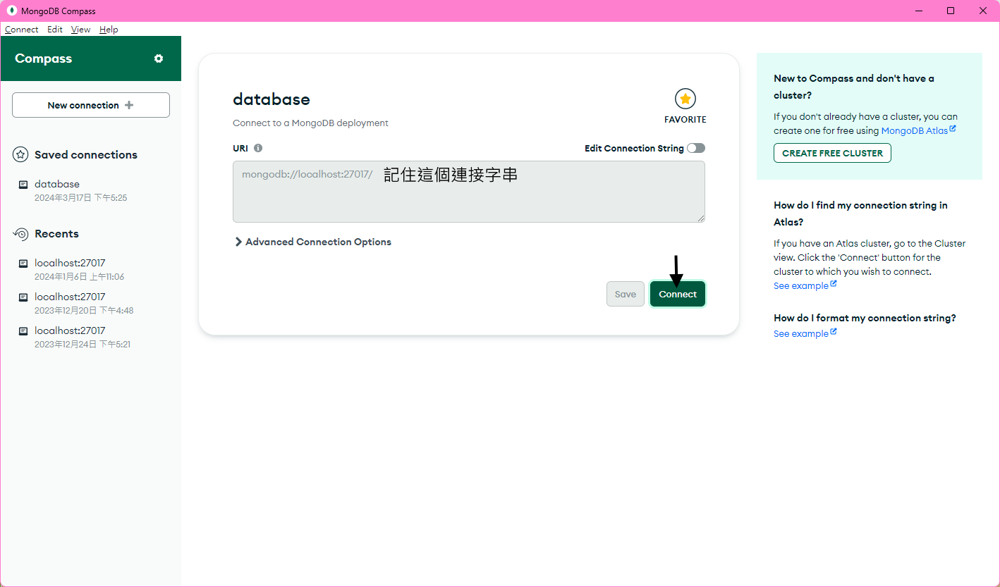 MongoDB Compass
Connect Edit View Help
Compass
New connection
Saved connections
database
2024年3月17日 下午5:25
Recents
localhost:27017
2024年1月6日 上午11:06
localhost:27017
2023年12月20日 下午4:48
localhost:27017
2023年12月24日 下午5:21
database
Connect to a MongoDB deployment
FAVORITE
URI
Edit Connection String
mongodb://localhost:27017/ 記住這個連接字串
Advanced Connection Options
Save
Connect
New to Compass and don't have a
cluster?
If you don't already have a cluster, you can
create one for free using MongoDB Atlas
CREATE FREE CLUSTER
How do I find my connection string in
Atlas?
If you have an Atlas cluster, go to the Cluster
view. Click the 'Connect' button for the
cluster to which you wish to connect.
See example
How do I format my connection string?
See example